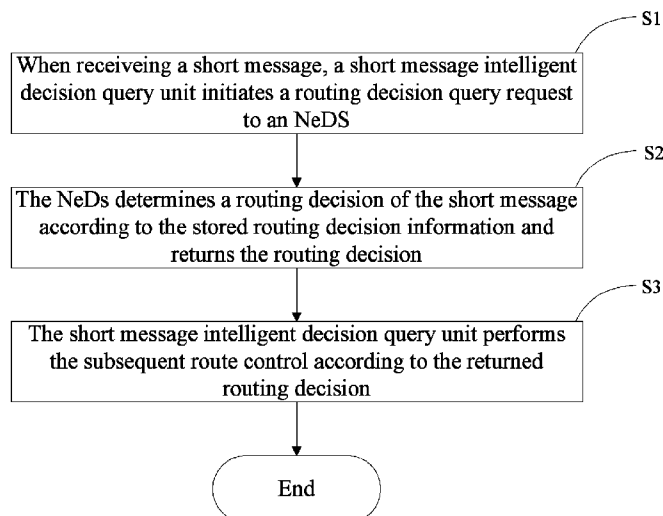 S1
When receiveing a short message, a short message intelligent
decision query unit initiates a routing decision query request
to an NeDS
S2
The NeDs determines a routing decision of the short message
according to the stored routing decision information and
returns the routing decision
S3
The short message intelligent decision query unit performs
the subsequent route control according to the returned
routing decision
End